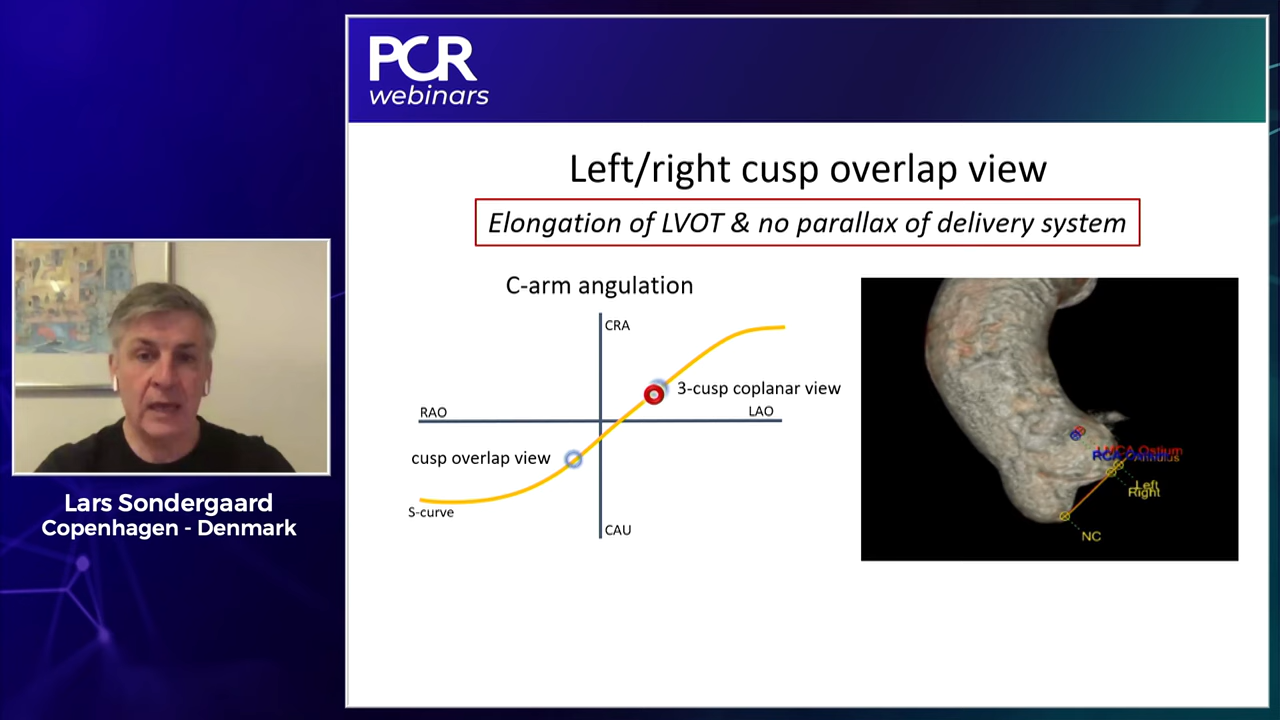 PCR
webinars
Left/right cusp overlap view
Elongation of LVOT & no parallax of delivery system
C-arm angulation
CRA
3-cusp coplanar view
RAO
LAO
cusp overlap view
S-curve
CAU
Ostium
Left
Right
NC
Lars Sondergaard
Copenhagen - Denmark